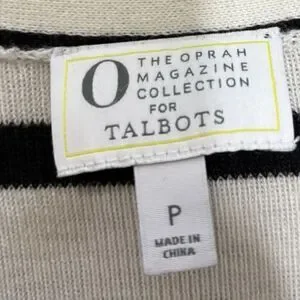 O
THE OPRAH
MAGAZINE
COLLECTION
FOR
TALBOTS
P
MADE IN
CHINA